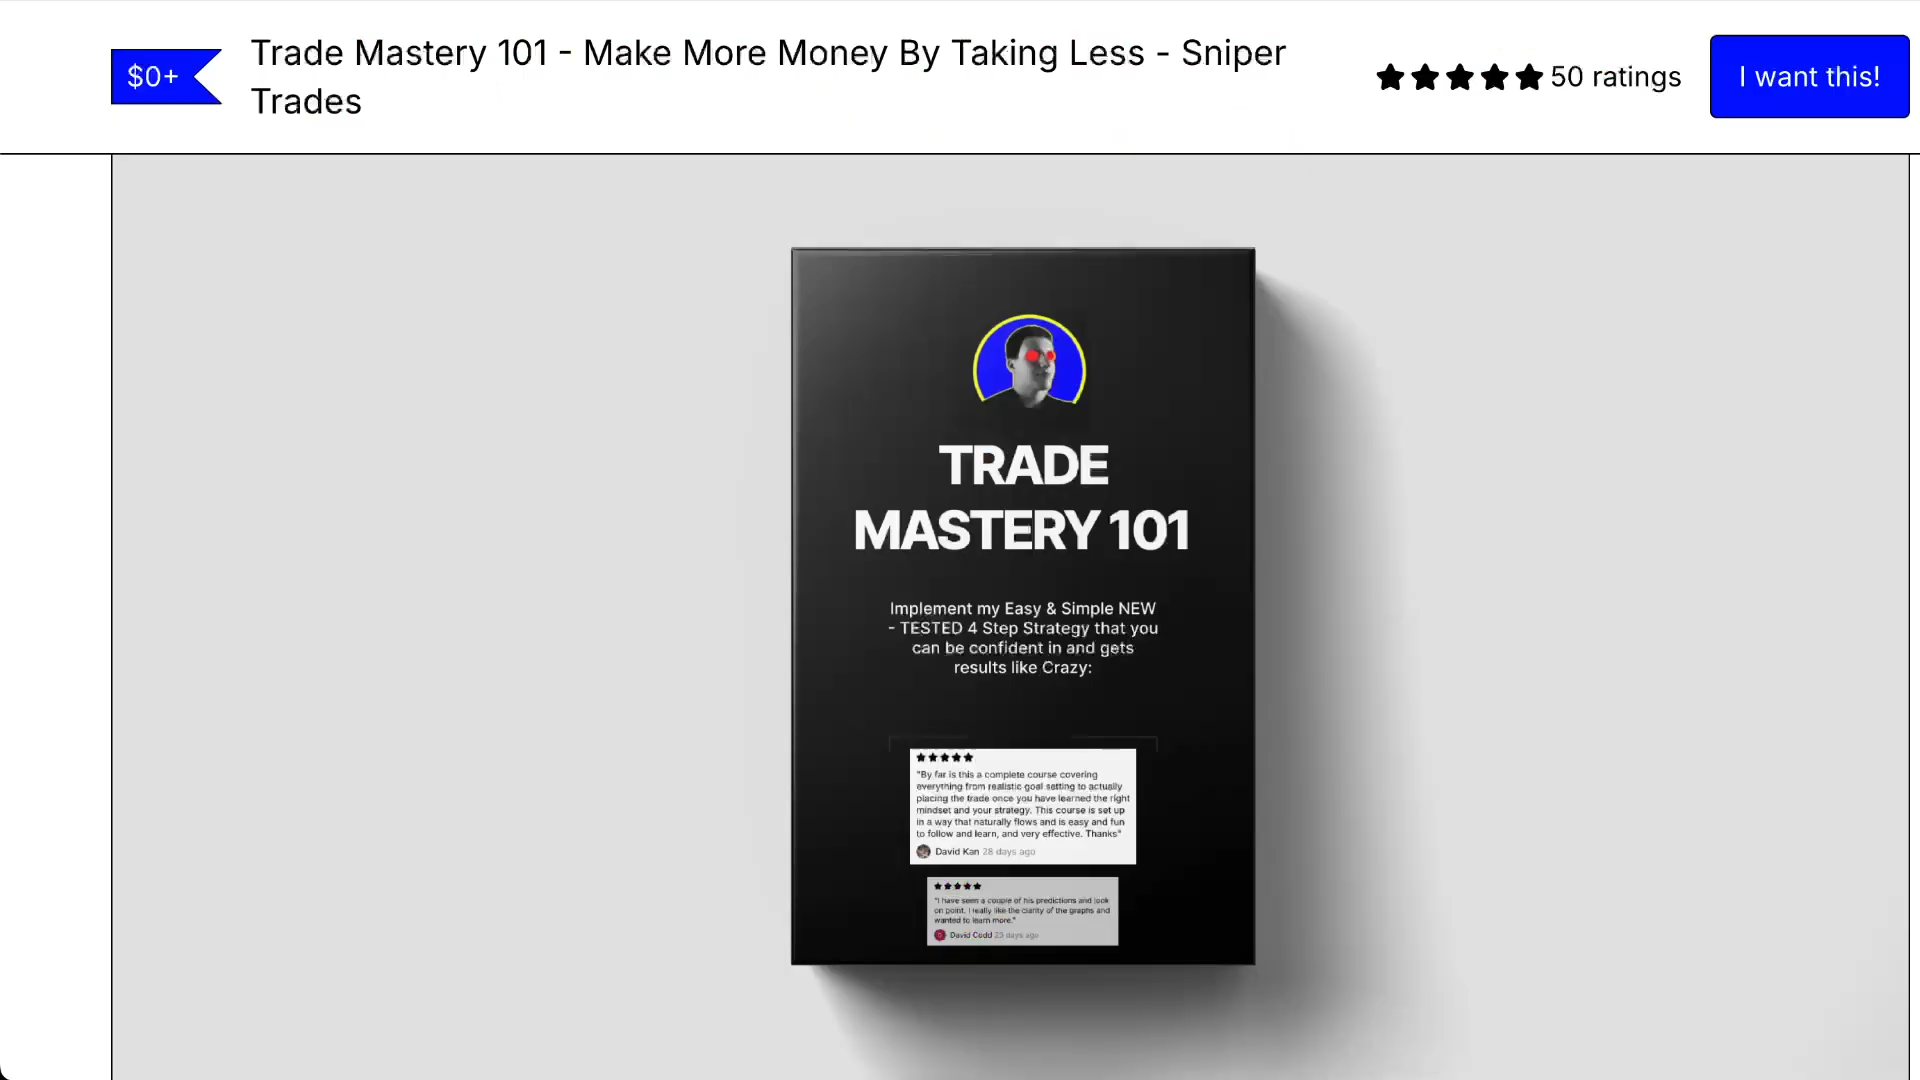 $0+
Trade Mastery 101 - Make More Money By Taking Less - Sniper
Trades
50 ratings
I want this!
TRADE
MASTERY 101
Implement my Easy & Simple NEW
- TESTED 4 Step Strategy that you
can be confident in and gets
results like Crazy:
"By far is this a complete course covering
everything from realistic goal setting to actually
placing the trade once you have learned the right
mindset and your strategy. This course is set up
in a way that naturally flows and is easy and fun
to follow and learn, and very effective. Thanks"
David Kan 28 days ago
"I have seen a couple of his predictions and look
on point. I really like the clarity of the graphs and
wanted to learn more."
David Codd 23 days ago